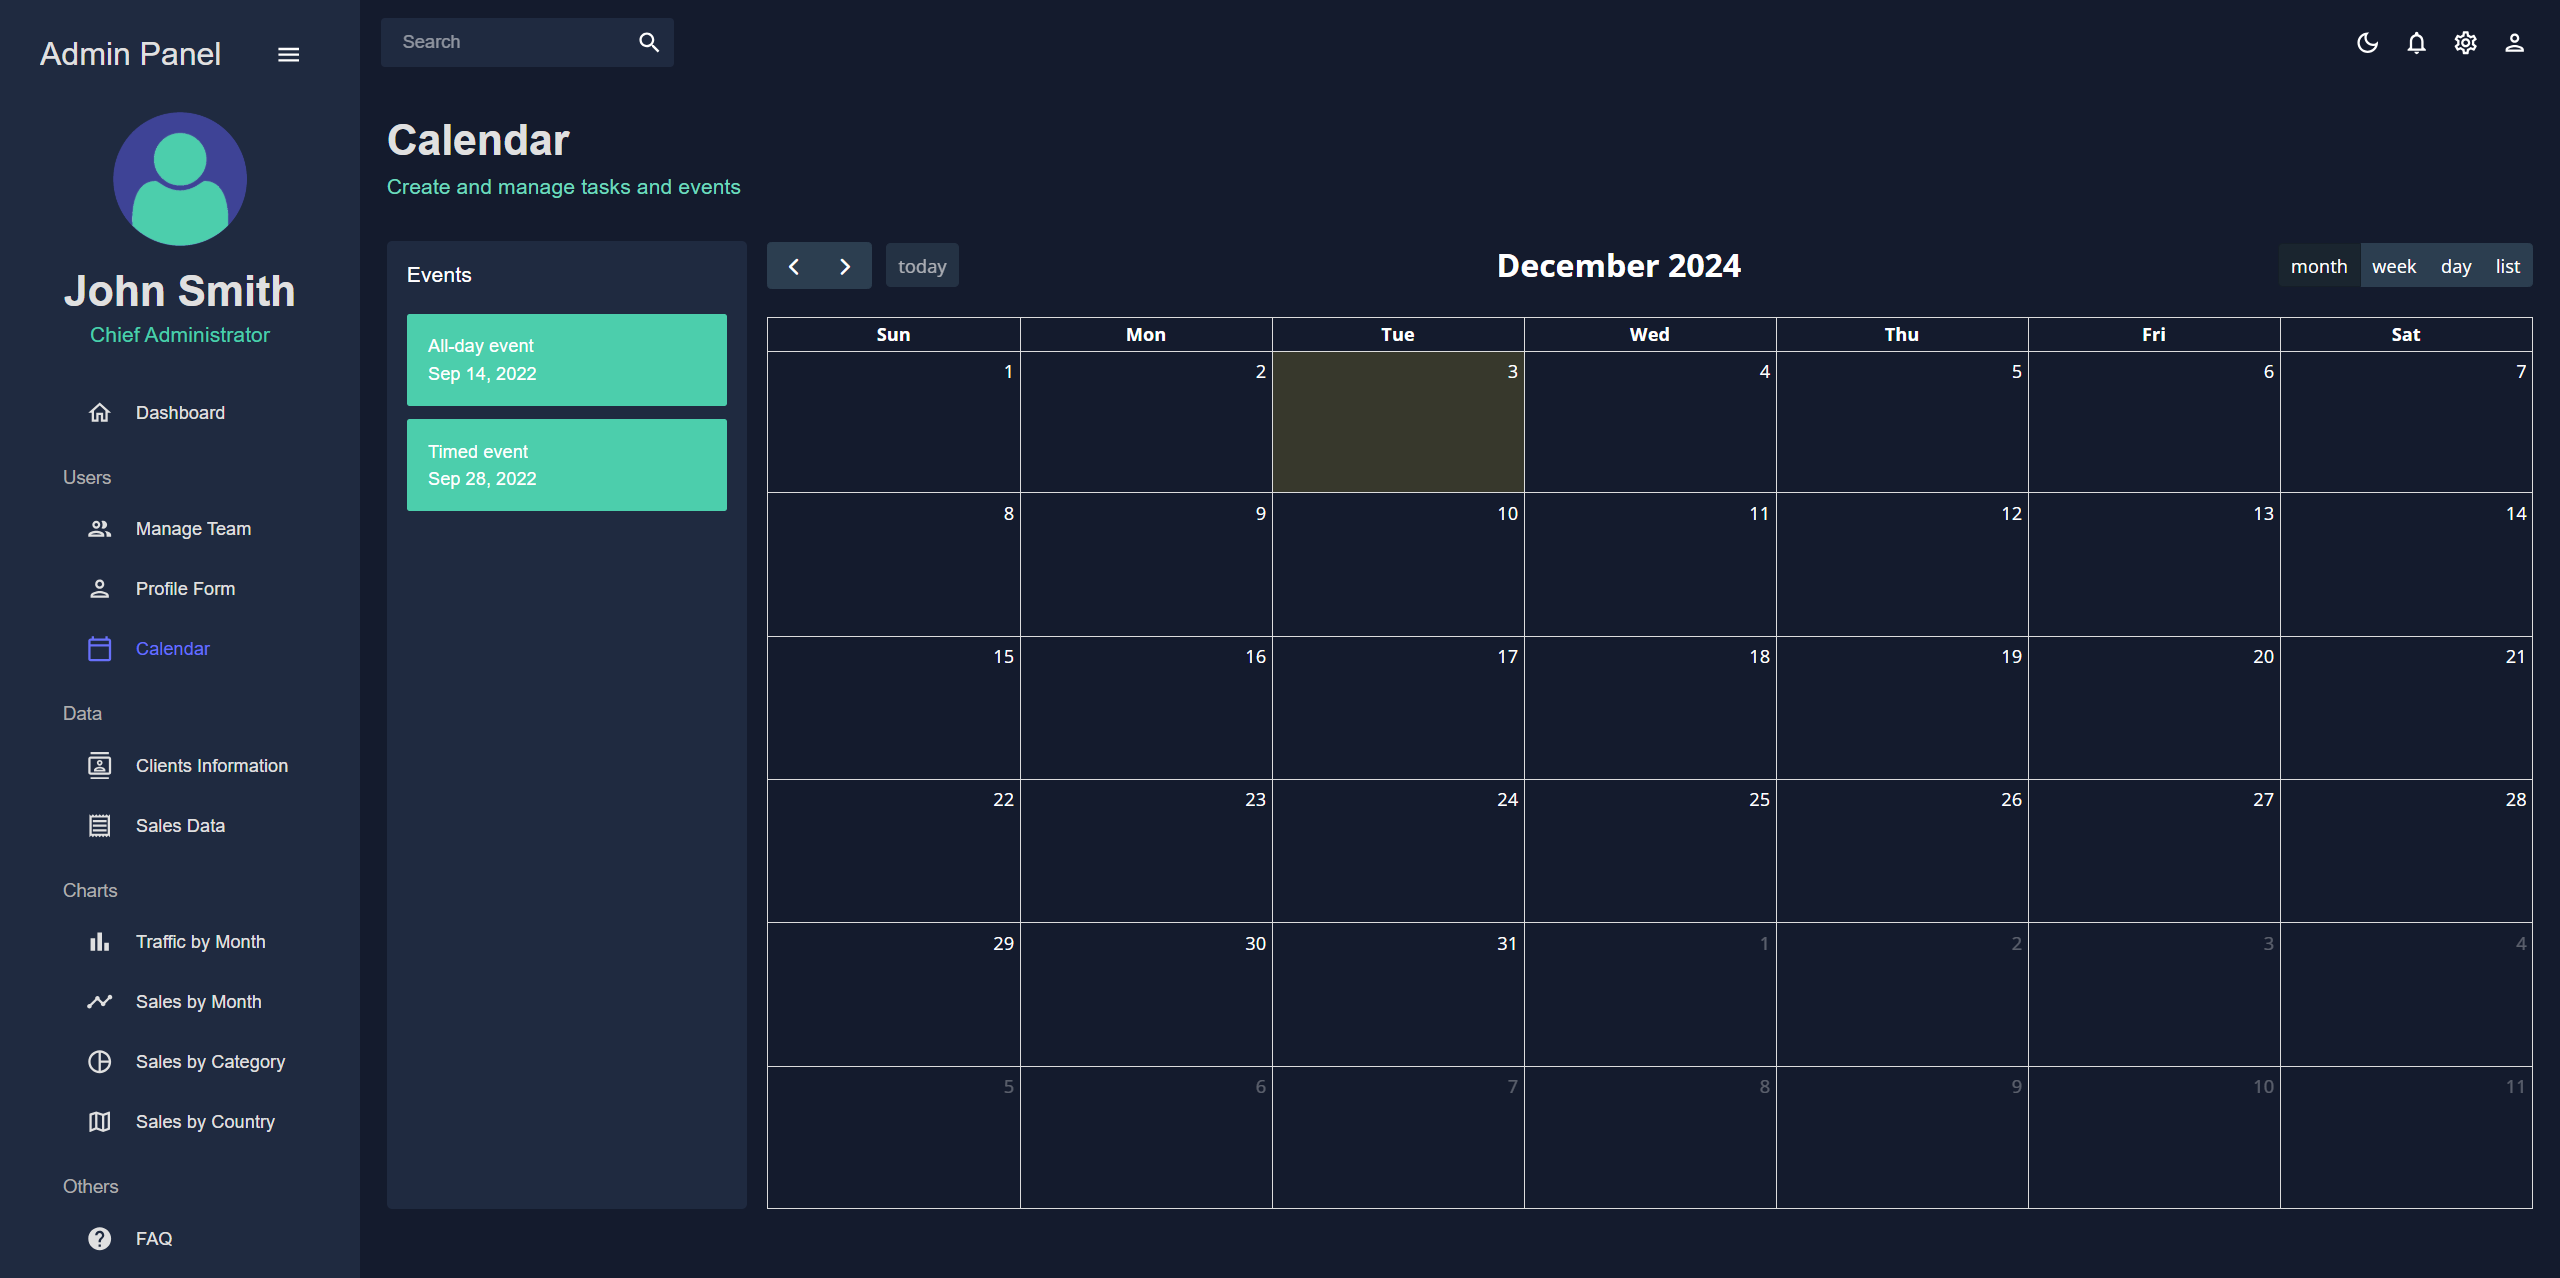 Admin Panel
John Smith
Chief Administrator
Dashboard
Users
Manage Team
Profile Form
Calendar
Data
Clients Information
Sales Data
Charts
Traffic by Month
Sales by Month
Sales by Category
Sales by Country
Others
FAQ
Search
Calendar
Create and manage tasks and events
Events
All-day event
Sep 14, 2022
Timed event
Sep 28, 2022
today
December 2024
month week day list
Sun Mon Tue Wed Thu Fri Sat
1 2 3 4 5 6 7
8 9 10 11 12 13 14
15 16 17 18 19 20 21
22 23 24 25 26 27 28
29 30 31 1 2 3 4
5 6 7 8 9 10 11